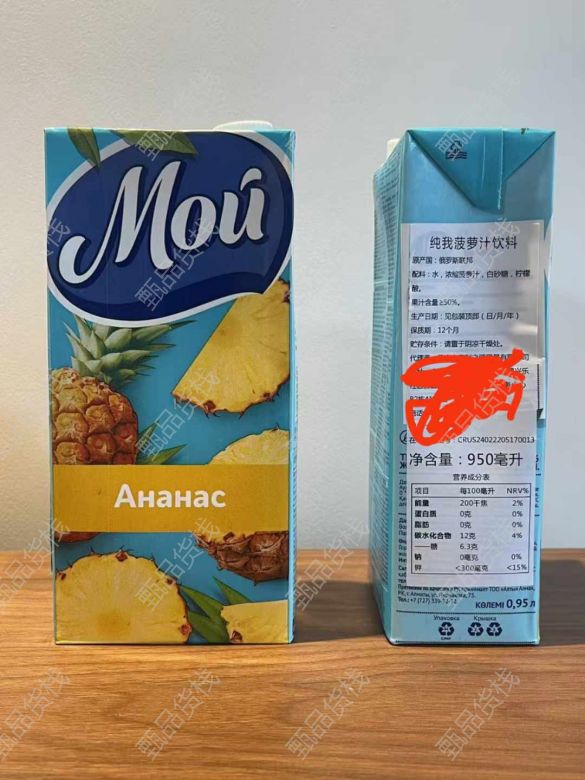 Мой
Ананас
纯我菠萝汁饮料
原产国：俄罗斯联邦
配料：水，浓缩菠萝汁，白砂糖，柠檬
酸。
果汁含量≥50%。
生产日期：见包装顶部（日/月/年）
保质期：12个月
贮存条件：请置于阴凉干燥处。
CRUS24022205170013
净含量：950毫升
营养成分表
项目 每100毫升 NRV%
能量 200千焦 2%
蛋白质 0克 0%
脂肪 0克 0%
碳水化合物 12克 4%
——糖 6.3克
钠 0毫克 0%
钾 <300毫克 <15%
КӨЛЕМІ 0,95 л
Упаковка Крышка
甄品货栈